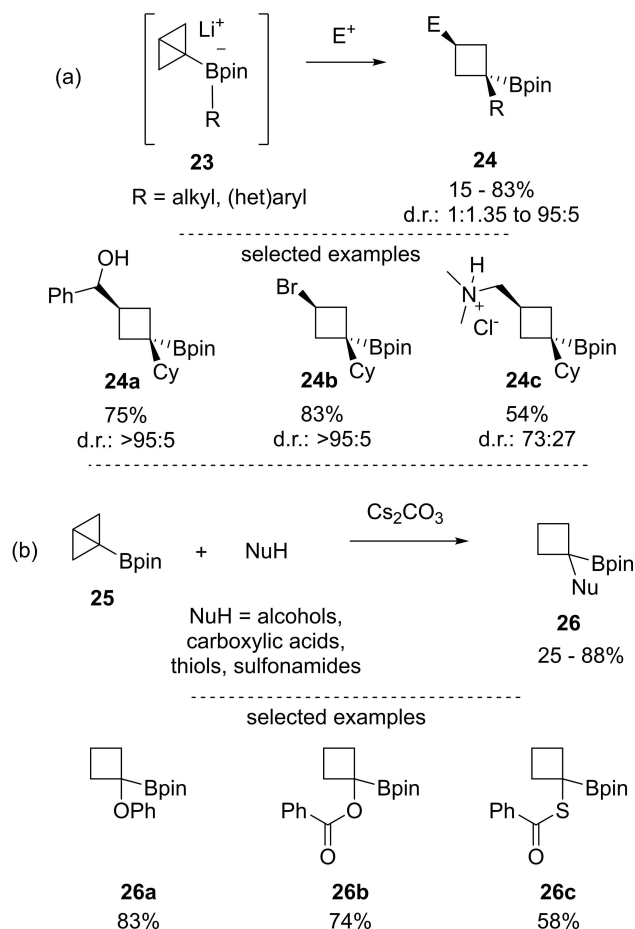 (a)
Li+
–
Bpin
R
23
R = alkyl, (het)aryl
E+
E
Bpin
R
24
15 - 83%
d.r.: 1:1.35 to 95:5
selected examples
OH
Ph
Bpin
Cy
24a
75%
d.r.: >95:5
Br
Bpin
Cy
24b
83%
d.r.: >95:5
H
N
+
Cl-
Bpin
Cy
24c
54%
d.r.: 73:27
(b)
Bpin
25
+
NuH
NuH = alcohols,
carboxylic acids,
thiols, sulfonamides
Cs2CO3
Bpin
Nu
26
25 - 88%
selected examples
Bpin
OPh
26a
83%
Bpin
O
Ph
O
26b
74%
Bpin
S
Ph
O
26c
58%